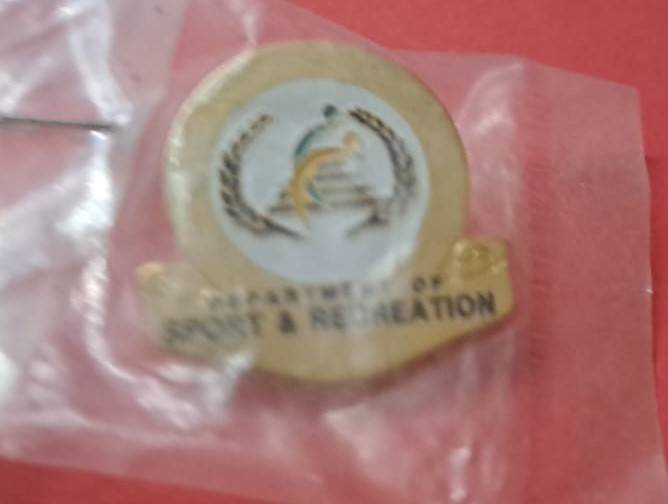 DEPARTMENT OF
SPORT & RECREATION